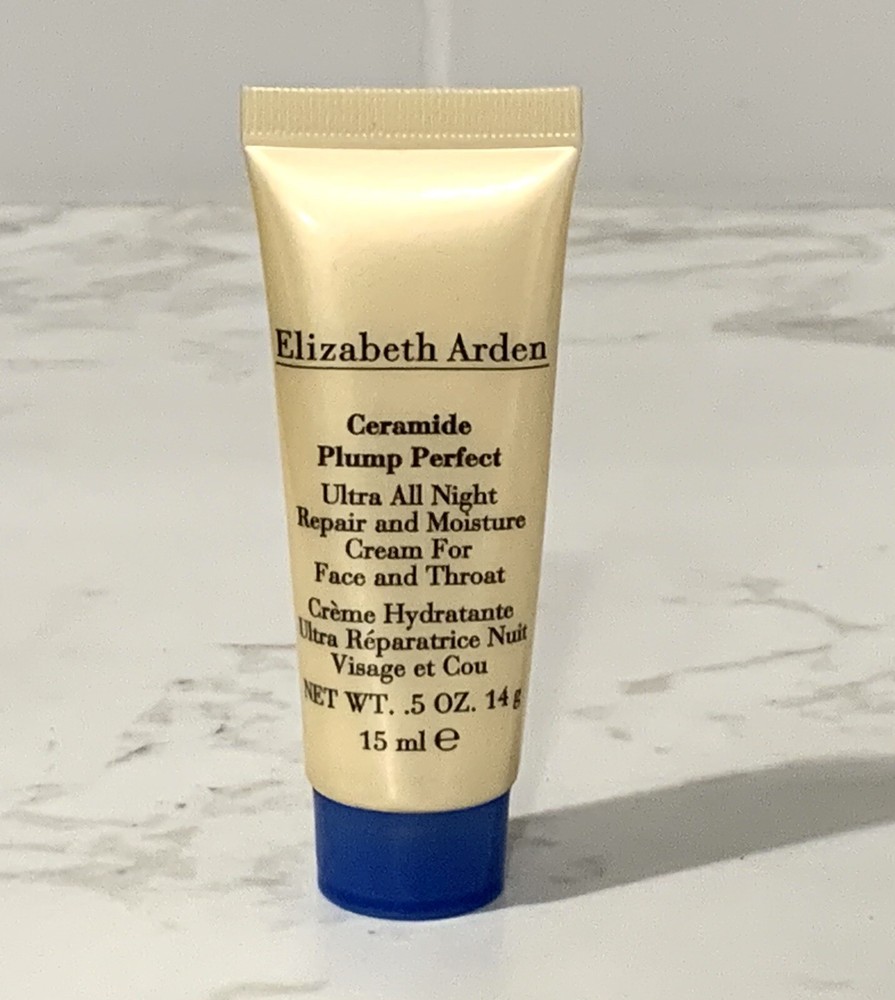 Elizabeth Arden
Ceramide
Plump Perfect
Ultra All Night
Repair and Moisture
Cream For
Face and Throat
Crème Hydratante
Ultra Réparatrice Nuit
Visage et Cou
NET WT. .5 OZ. 14 g
15 ml ℮